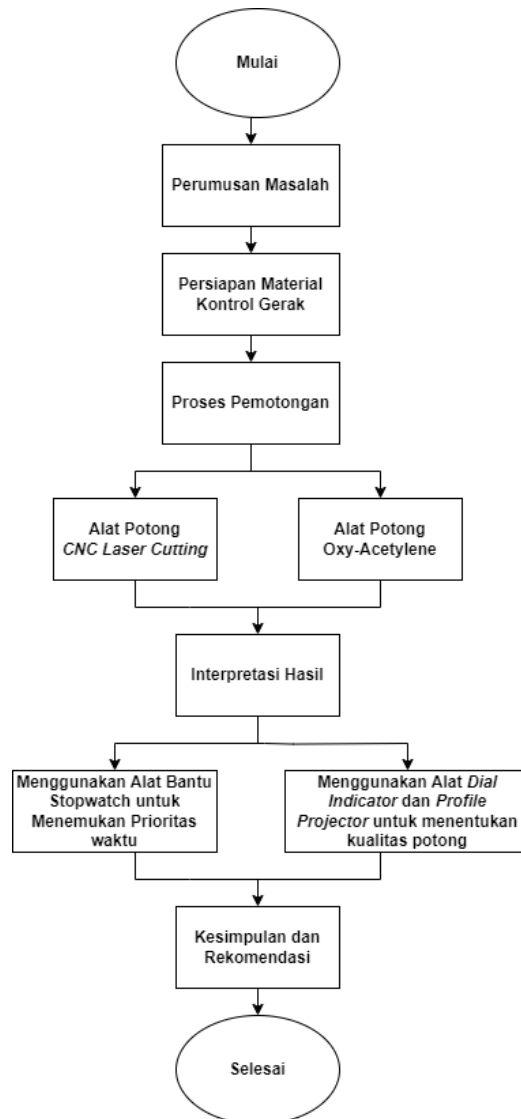 Mulai
Perumusan Masalah
Persiapan Material
Kontrol Gerak
Proses Pemotongan
Alat Potong
CNC Laser Cutting
Alat Potong
Oxy-Acetylene
Interpretasi Hasil
Menggunakan Alat Bantu
Stopwatch untuk
Menemukan Prioritas
waktu
Menggunakan Alat Dial
Indicator dan Profile
Projector untuk menentukan
kualitas potong
Kesimpulan dan
Rekomendasi
Selesai